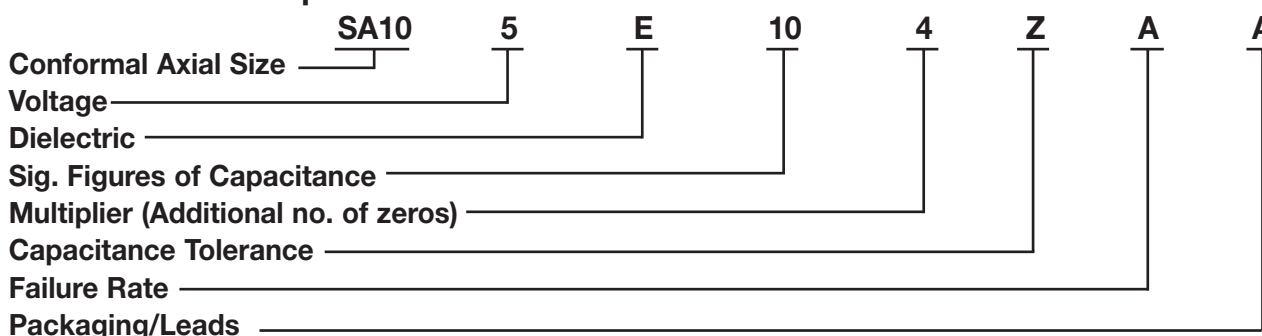 SA10 5 E 10 4 Z A A
Conformal Axial Size
Voltage
Dielectric
Sig. Figures of Capacitance
Multiplier (Additional no. of zeros)
Capacitance Tolerance
Failure Rate
Packaging/Leads